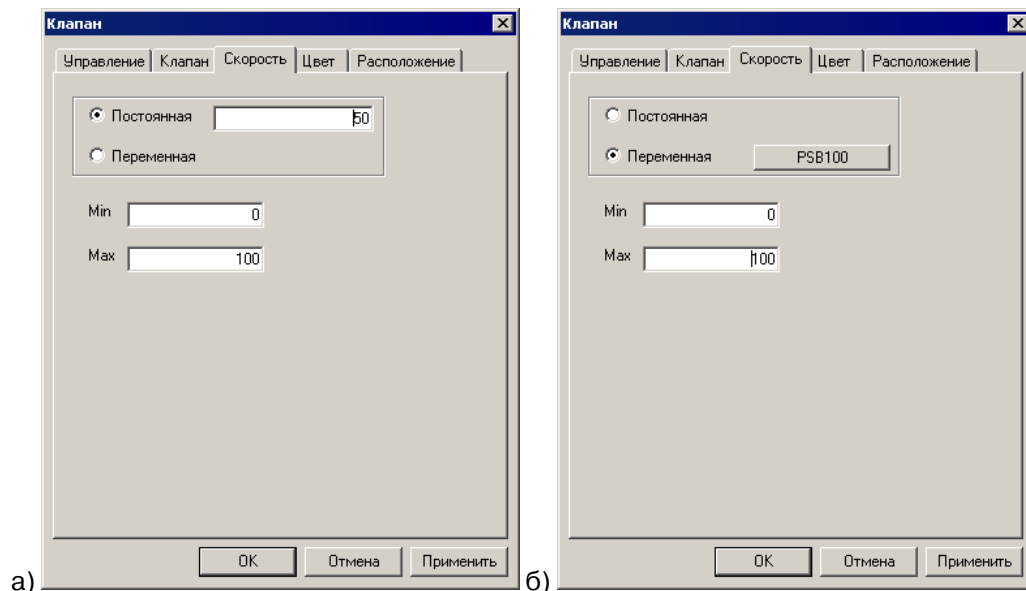 Клапан
Управление Клапан Скорость Цвет Расположение
Постоянная 50
Переменная
Min 0
Max 100
OK Отмена Применить
а)
Клапан
Управление Клапан Скорость Цвет Расположение
Постоянная
Переменная PSB100
Min 0
Max 100
OK Отмена Применить
б)